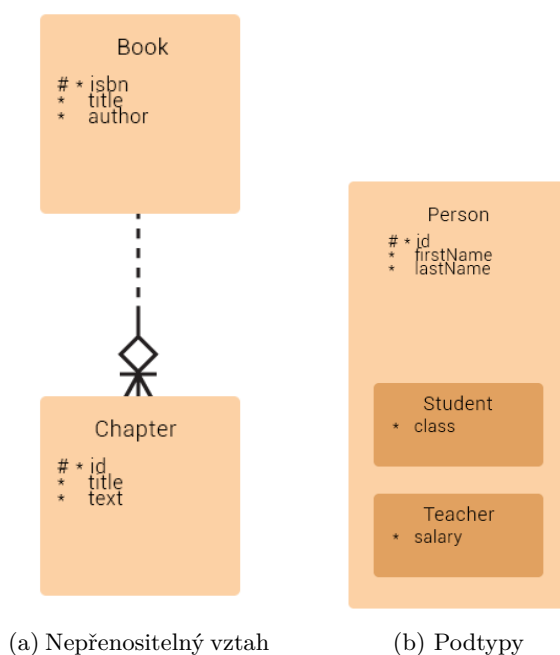 Book
# * isbn
* title
* author
Chapter
# * id
* title
* text
(a) Nepřenositelný vztah
Person
# * id
* firstName
* lastName
Student
* class
Teacher
* salary
(b) Podtypy